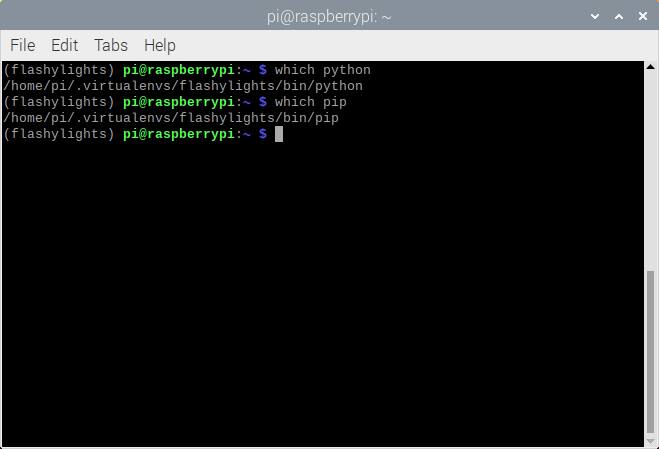 pi@raspberrypi: ~
File Edit Tabs Help
(flashylights) pi@raspberrypi:~ $ which python
/home/pi/.virtualenvs/flashylights/bin/python
(flashylights) pi@raspberrypi:~ $ which pip
/home/pi/.virtualenvs/flashylights/bin/pip
(flashylights) pi@raspberrypi:~ $